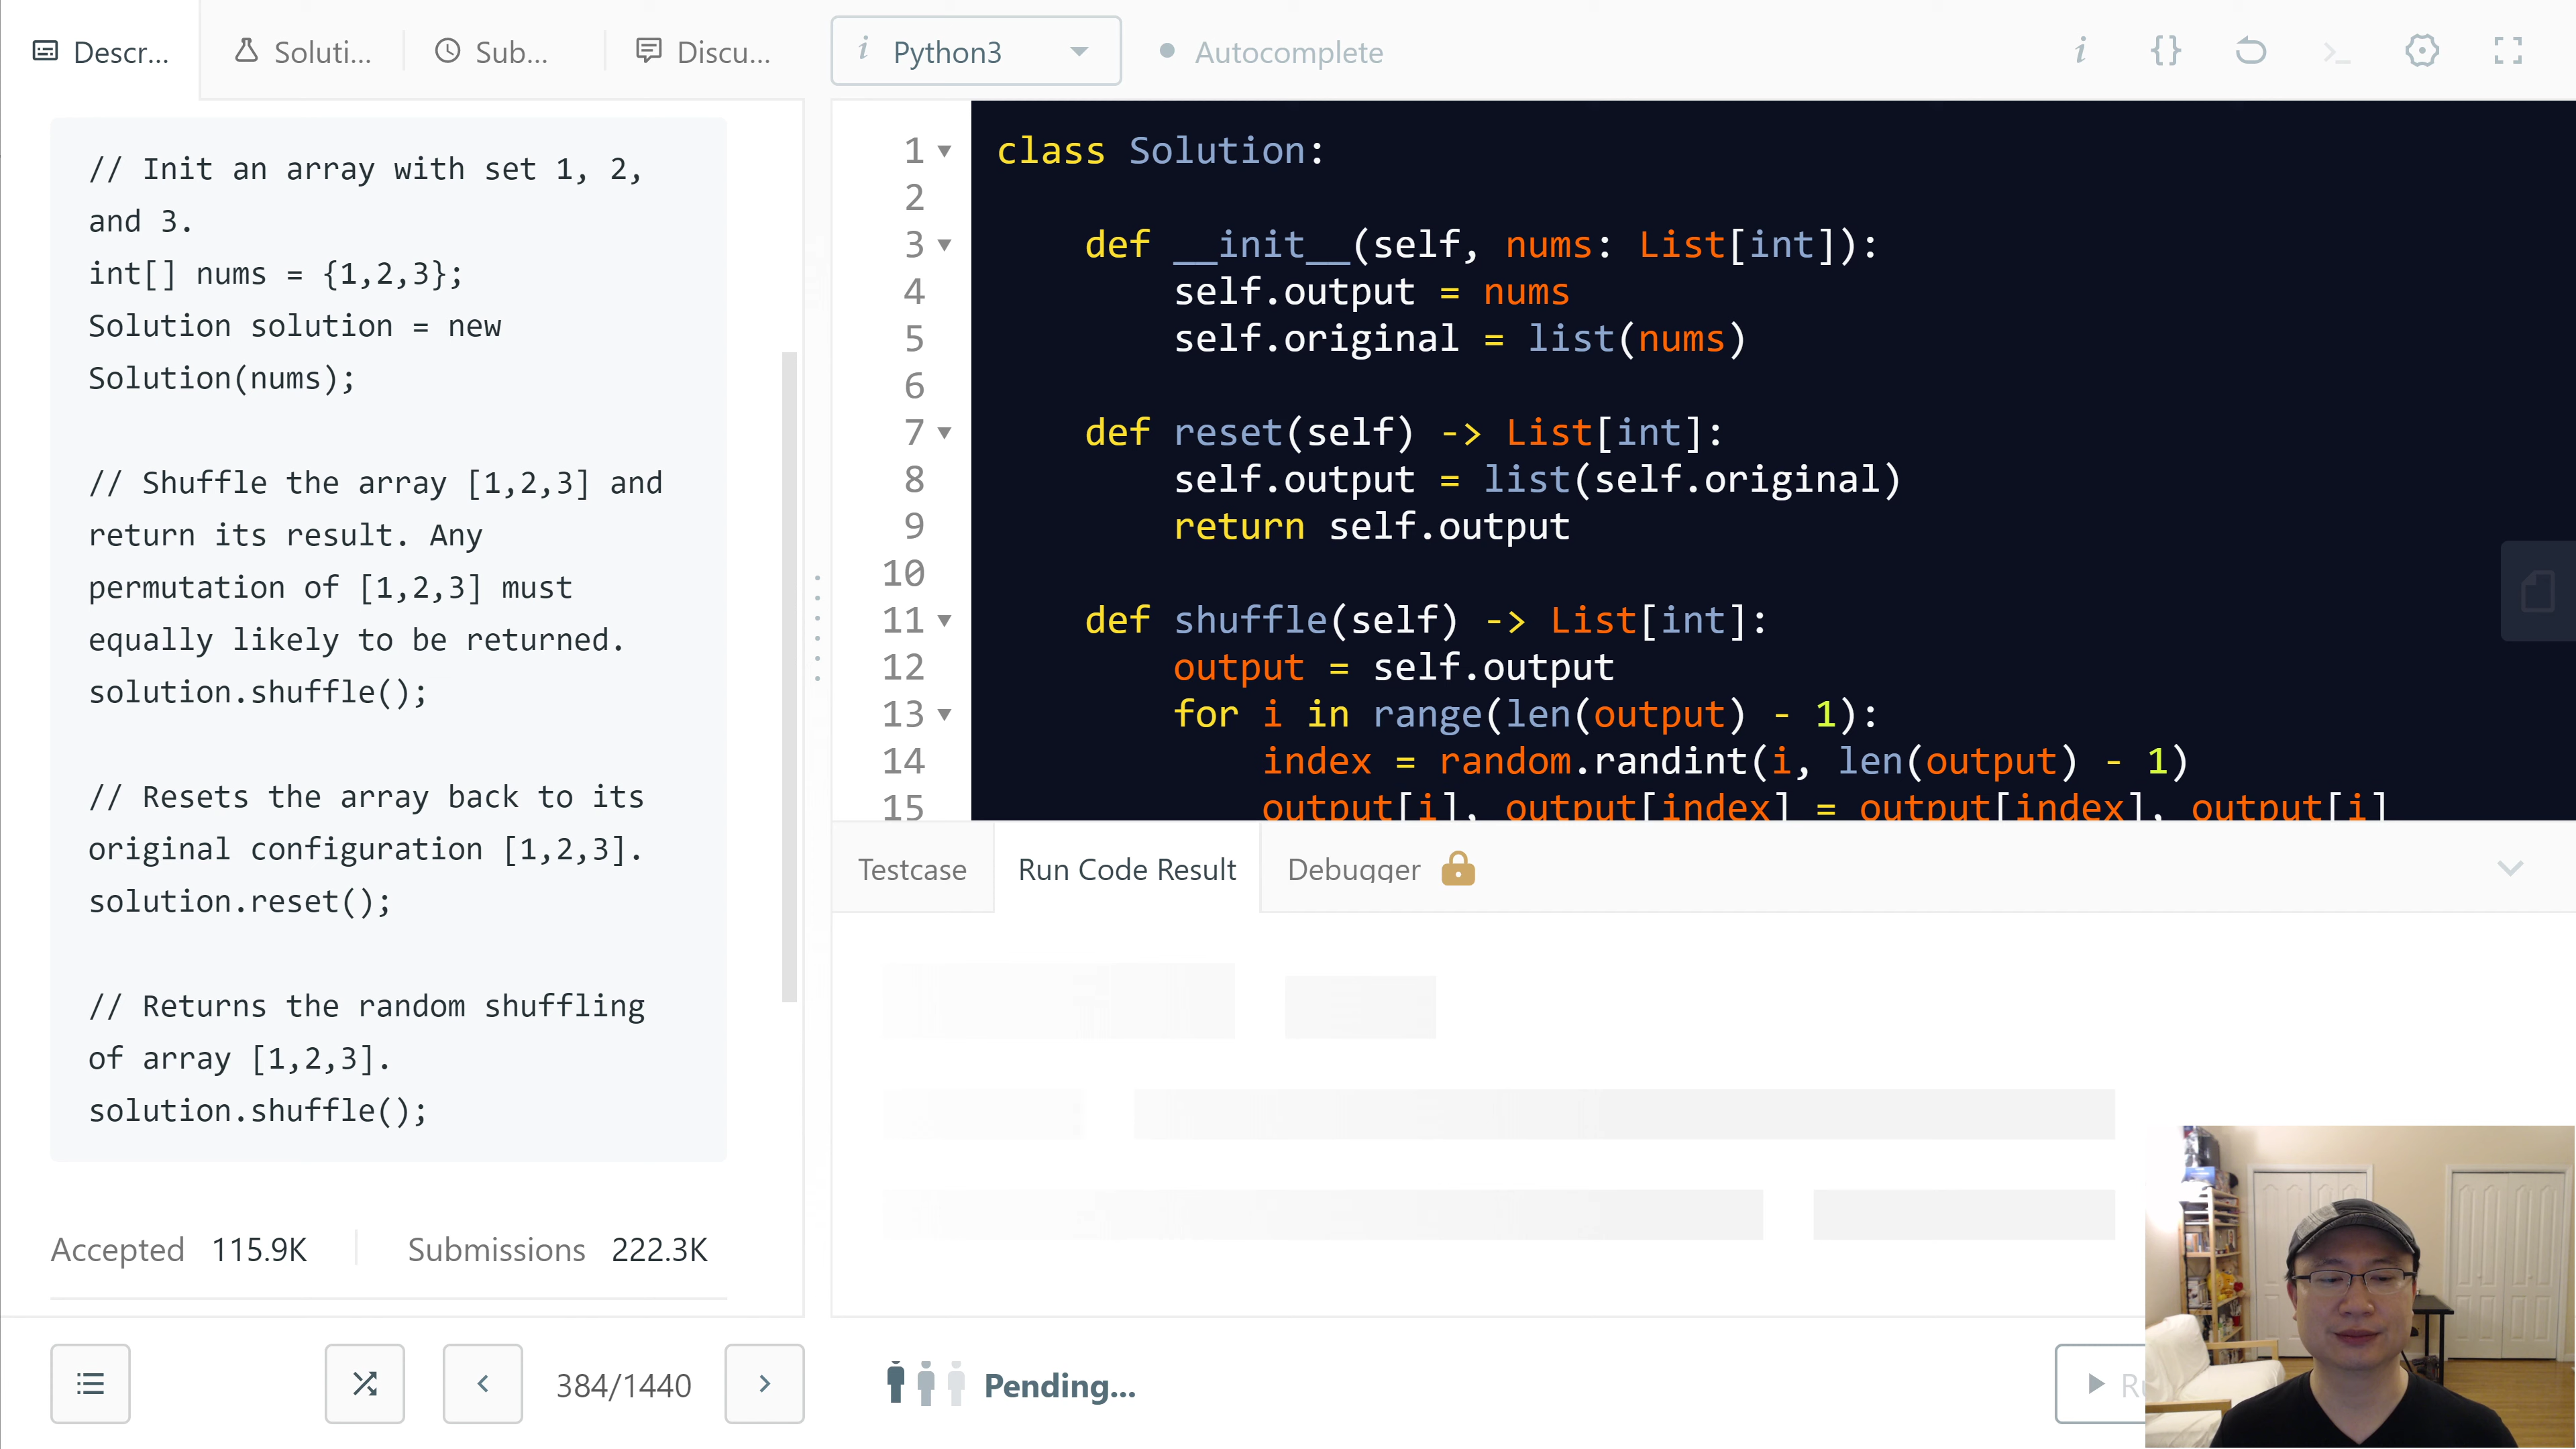 Descr...
Soluti...
Sub...
Discu...
i Python3
Autocomplete
i {} >_
// Init an array with set 1, 2,
and 3.
int[] nums = {1,2,3};
Solution solution = new
Solution(nums);
// Shuffle the array [1,2,3] and
return its result. Any
permutation of [1,2,3] must
equally likely to be returned.
solution.shuffle();
// Resets the array back to its
original configuration [1,2,3].
solution.reset();
// Returns the random shuffling
of array [1,2,3].
solution.shuffle();
Accepted 115.9K
Submissions 222.3K
384/1440
1 class Solution:
2
3 def __init__(self, nums: List[int]):
4 self.output = nums
5 self.original = list(nums)
6
7 def reset(self) -> List[int]:
8 self.output = list(self.original)
9 return self.output
10
11 def shuffle(self) -> List[int]:
12 output = self.output
13 for i in range(len(output) - 1):
14 index = random.randint(i, len(output) - 1)
15 output[i], output[index] = output[index], output[i]
Testcase
Run Code Result
Debugger
Pending...